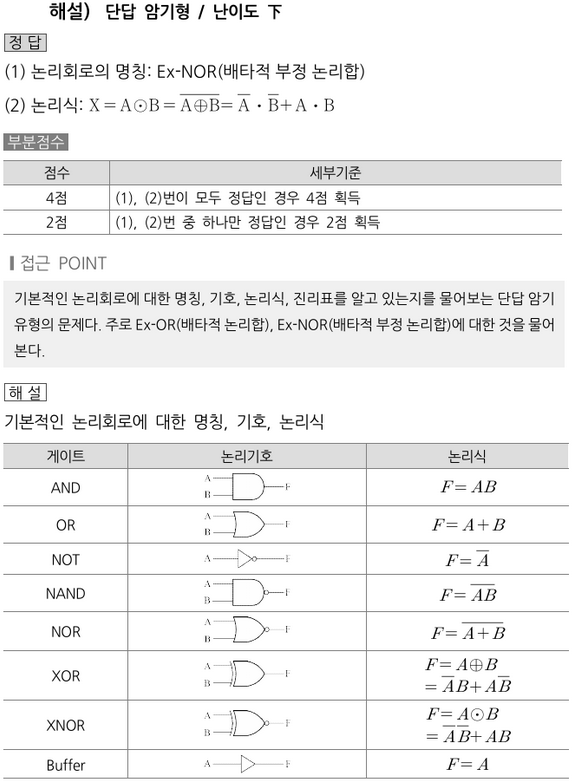 해설) 단답 암기형 / 난이도 下
정 답
(1) 논리회로의 명칭: Ex-NOR(배타적 부정 논리합)
(2) 논리식: X = A⊙B = \overline{A⊕B} = \overline{A} · \overline{B} + A · B
부분점수
점수 세부기준
4점 (1), (2)번이 모두 정답인 경우 4점 획득
2점 (1), (2)번 중 하나만 정답인 경우 2점 획득
접근 POINT
기본적인 논리회로에 대한 명칭, 기호, 논리식, 진리표를 알고 있는지를 물어보는 단답 암기
유형의 문제다. 주로 Ex-OR(배타적 논리합), Ex-NOR(배타적 부정 논리합)에 대한 것을 물어
본다.
해 설
기본적인 논리회로에 대한 명칭, 기호, 논리식
게이트 논리기호 논리식
AND A B F F = AB
OR A B F F = A + B
NOT A F F = \overline{A}
NAND A B F F = \overline{AB}
NOR A B F F = \overline{A + B}
XOR A B F F = A⊕B
= \overline{A}B + A\overline{B}
XNOR A B F F = A⊙B
= \overline{A}\overline{B} + AB
Buffer A F F = A